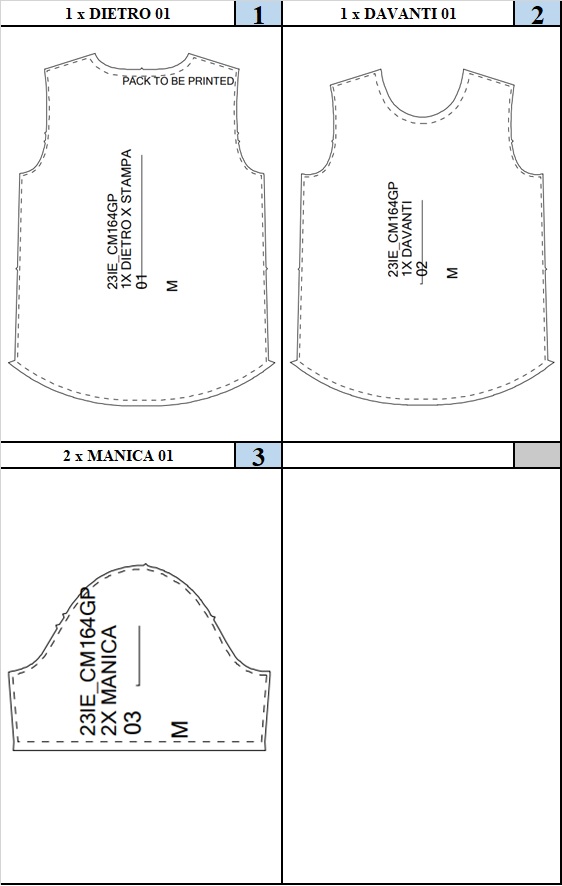 1 x DIETRO 01
1
PACK TO BE PRINTED
23IE_CM164GP
1X DIETRO X STAMPA
01
M
1 x DAVANTI 01
2
23IE_CM164GP
1X DAVANTI
02
M
2 x MANICA 01
3
23IE_CM164GP
2X MANICA
03
M